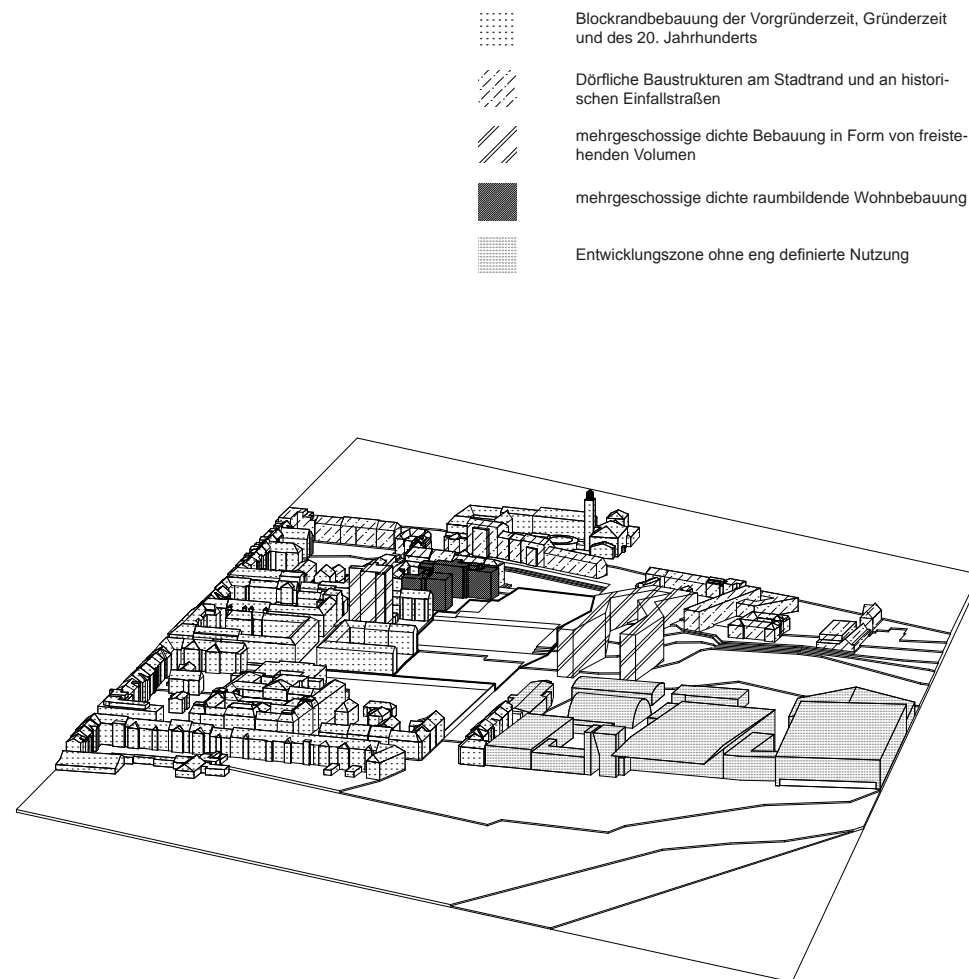 Blockrandbebauung der Vorgründerzeit, Gründerzeit
und des 20. Jahrhunderts
Dörfliche Baustrukturen am Stadtrand und an histori-
schen Einfallstraßen
mehrgeschossige dichte Bebauung in Form von freiste-
henden Volumen
mehrgeschossige dichte raumbildende Wohnbebauung
Entwicklungszone ohne eng definierte Nutzung